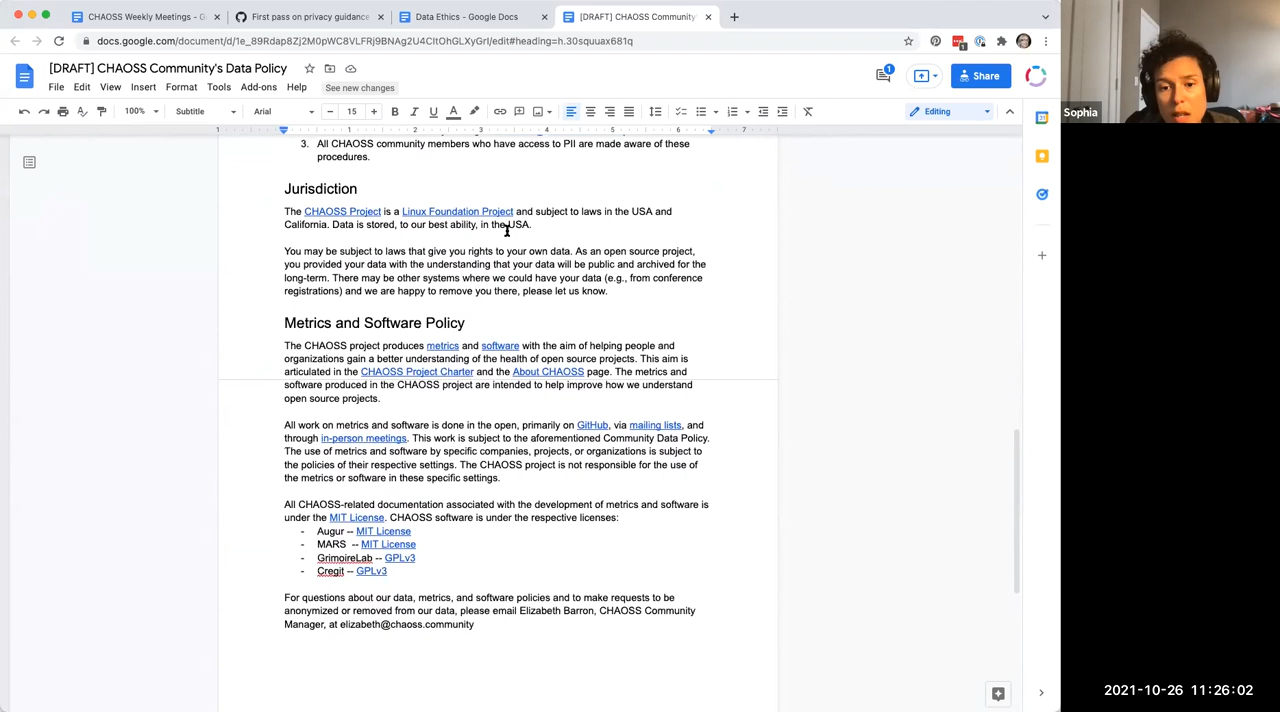 CHAOSS Weekly Meetings - G
First pass on privacy guidance
Data Ethics - Google Docs
[DRAFT] CHAOSS Community'
docs.google.com/document/d/1e_89Rdap8Zj2M0pWC8VLFRj9BNAg2U4CItOhGLXyGrI/edit#heading=h.30squuax681q
1
[DRAFT] CHAOSS Community's Data Policy
File Edit View Insert Format Tools Add-ons Help See new changes
1
Share
100% Subtitle Arial 15 Editing
1 1 2 3 4 5 6 7
3. All CHAOSS community members who have access to PII are made aware of these
procedures.
Jurisdiction
The CHAOSS Project is a Linux Foundation Project and subject to laws in the USA and
California. Data is stored, to our best ability, in the USA.
You may be subject to laws that give you rights to your own data. As an open source project,
you provided your data with the understanding that your data will be public and archived for the
long-term. There may be other systems where we could have your data (e.g., from conference
registrations) and we are happy to remove you there, please let us know.
Metrics and Software Policy
The CHAOSS project produces metrics and software with the aim of helping people and
organizations gain a better understanding of the health of open source projects. This aim is
articulated in the CHAOSS Project Charter and the About CHAOSS page. The metrics and
software produced in the CHAOSS project are intended to help improve how we understand
open source projects.
All work on metrics and software is done in the open, primarily on GitHub, via mailing lists, and
through in-person meetings. This work is subject to the aforementioned Community Data Policy.
The use of metrics and software by specific companies, projects, or organizations is subject to
the policies of their respective settings. The CHAOSS project is not responsible for the use of
the metrics or software in these specific settings.
All CHAOSS-related documentation associated with the development of metrics and software is
under the MIT License. CHAOSS software is under the respective licenses:
- Augur -- MIT License
- MARS -- MIT License
- GrimoireLab -- GPLv3
- Cregit -- GPLv3
For questions about our data, metrics, and software policies and to make requests to be
anonymized or removed from our data, please email Elizabeth Barron, CHAOSS Community
Manager, at elizabeth@chaoss.community
Sophia
2021-10-26 11:26:02